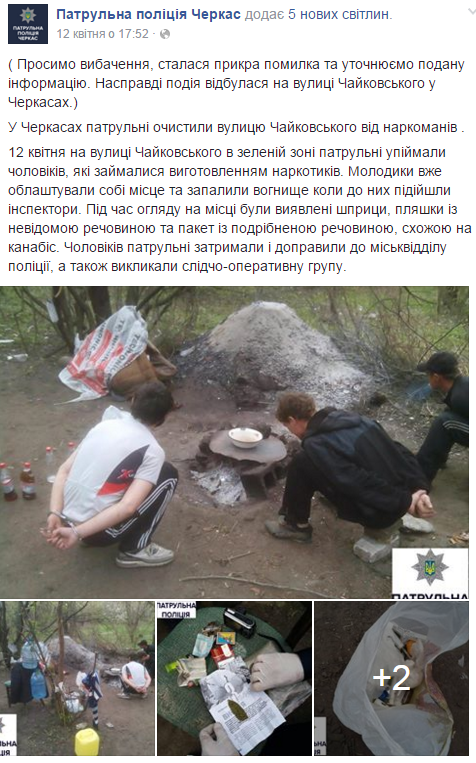 Патрульна поліція Черкас додає 5 нових світлин.
12 квітня о 17:52 ·
( Просимо вибачення, сталася прикра помилка та уточнюємо подану
інформацію. Насправді подія відбулася на вулиці Чайковського у
Черкасах.)
У Черкасах патрульні очистили вулицю Чайковського від наркоманів .
12 квітня на вулиці Чайковського в зеленій зоні патрульні упіймали
чоловіків, які займалися виготовленням наркотиків. Молодики вже
облаштували собі місце та запалили вогнище коли до них підійшли
інспектори. Під час огляду на місці були виявлені шприци, пляшки із
невідомою речовиною та пакет із подрібненою речовиною, схожою на
канабіс. Чоловіків патрульні затримали і доправили до міськвідділу
поліції, а також викликали слідчо-оперативну групу.
ПАТРУЛЬНА
ПОЛІЦІЯ
ЧЕРКАС
ПАТРУЛЬНА
ПАТРУЛЬНА
ПОЛІЦІЯ
+2